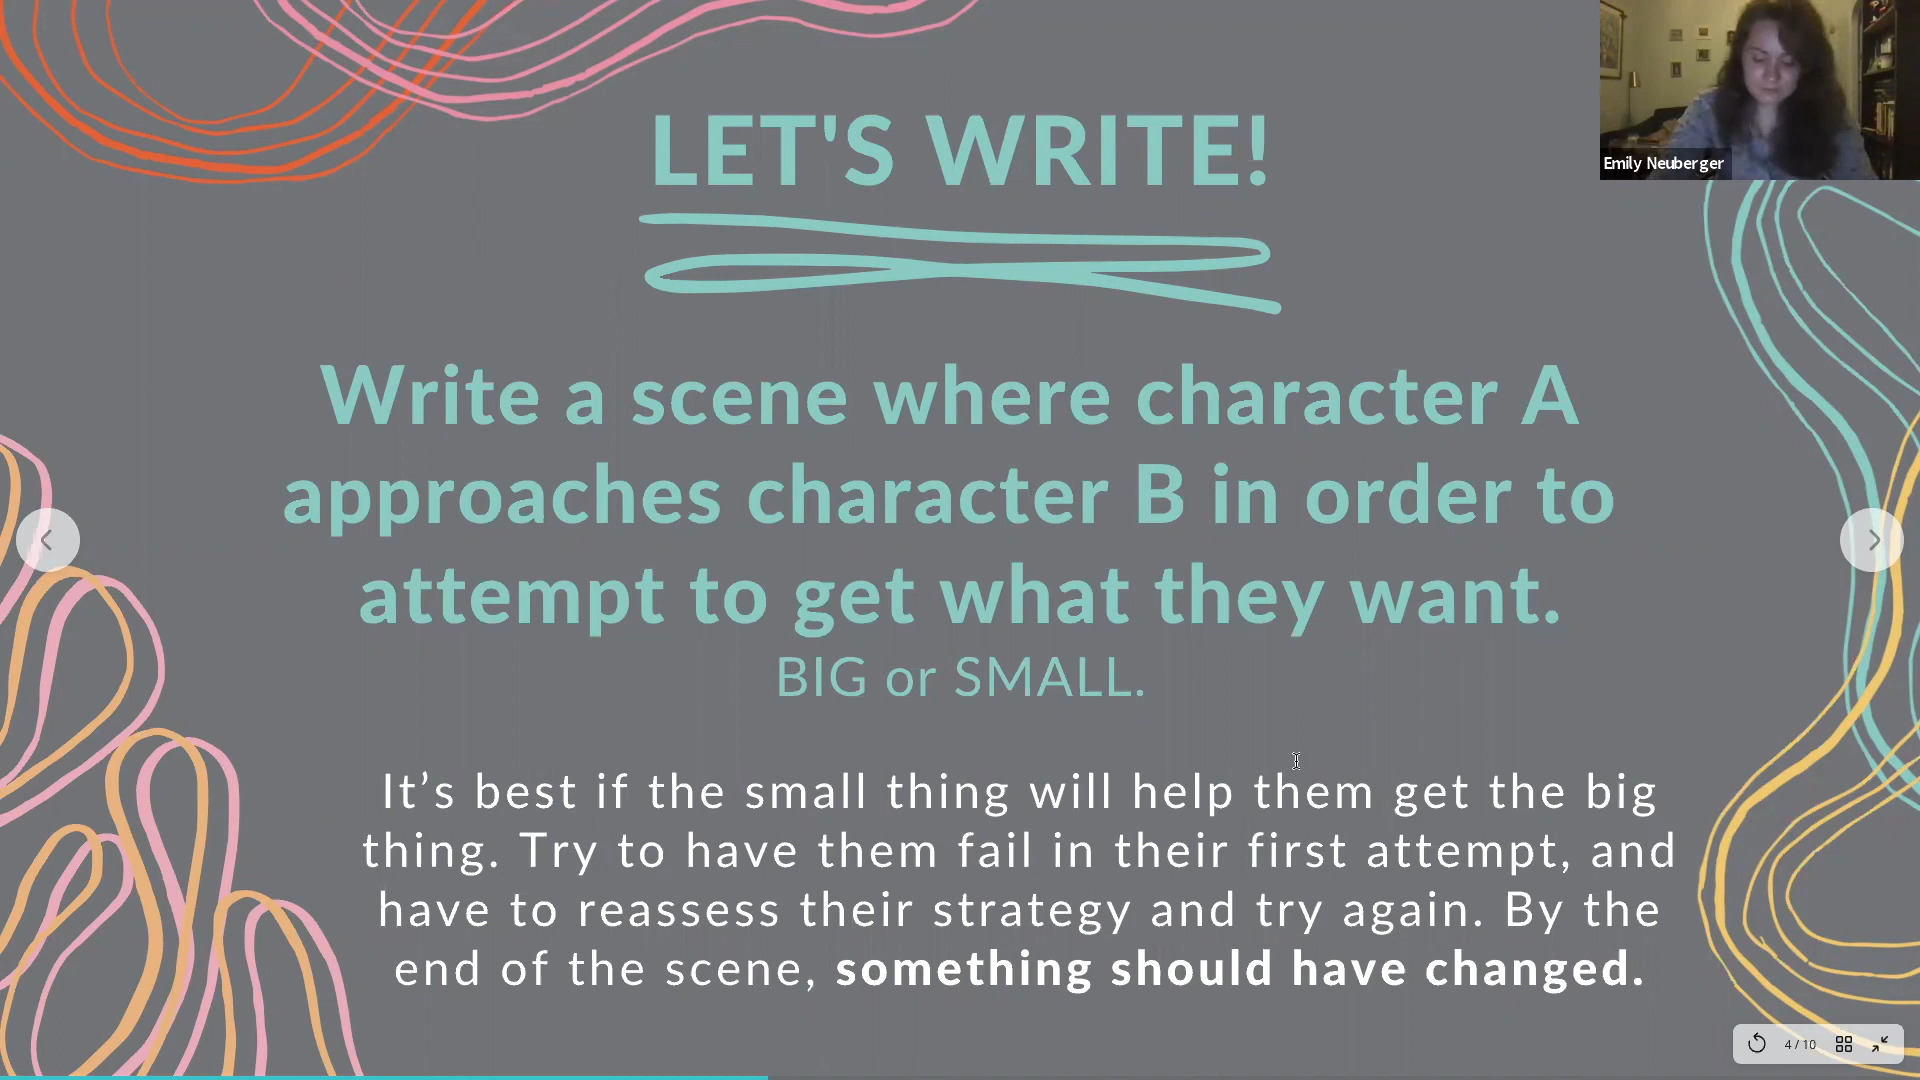 LET'S WRITE!
Emily Neuberger
Write a scene where character A
approaches character B in order to
attempt to get what they want.
BIG or SMALL.
It’s best if the small thing will help them get the big
thing. Try to have them fail in their first attempt, and
have to reassess their strategy and try again. By the
end of the scene, something should have changed.
4 / 10